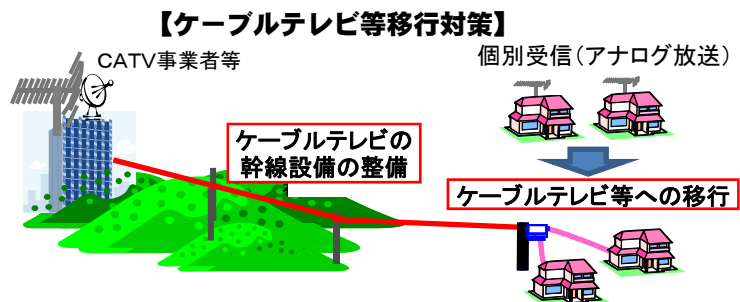 【ケーブルテレビ等移行対策】
CATV事業者等
個別受信(アナログ放送)
ケーブルテレビの
幹線設備の整備
ケーブルテレビ等への移行